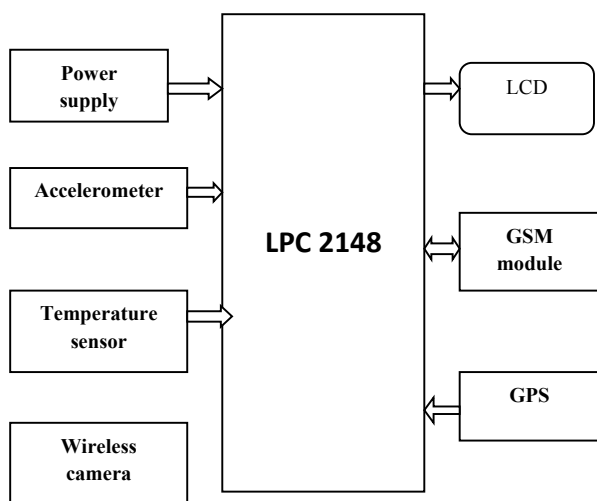 Power
supply
Accelerometer
Temperature
sensor
Wireless
camera
LPC 2148
LCD
GSM
module
GPS